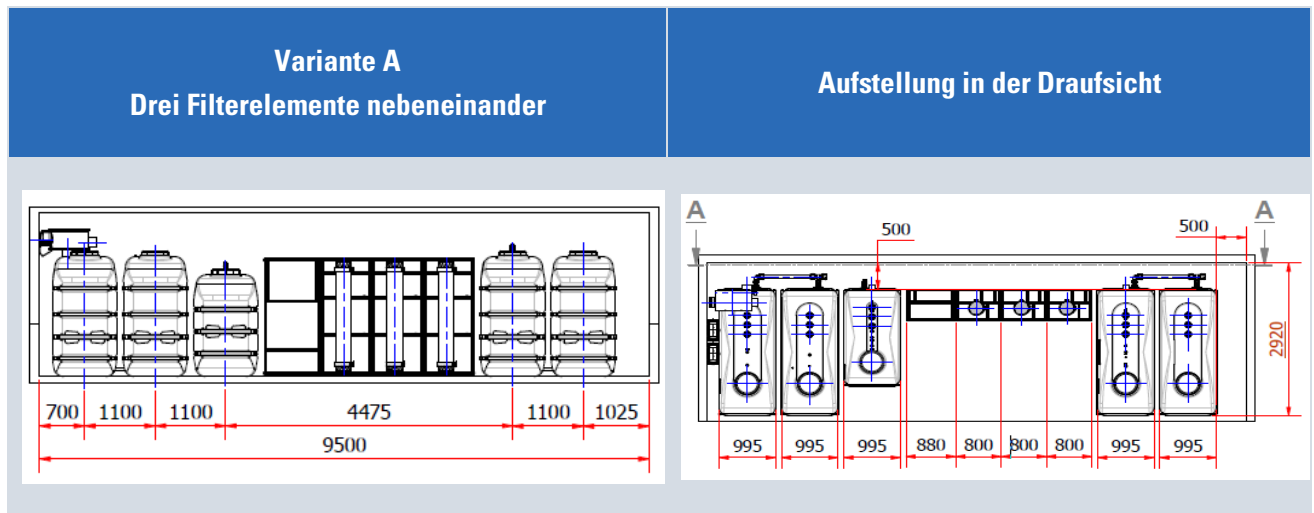 Variante A
Drei Filterelemente nebeneinander
Aufstellung in der Draufsicht
700 1100 1100 4475 1100 1025
9500
A A
500 500
2920
995 995 995 880 800 800 800 995 995